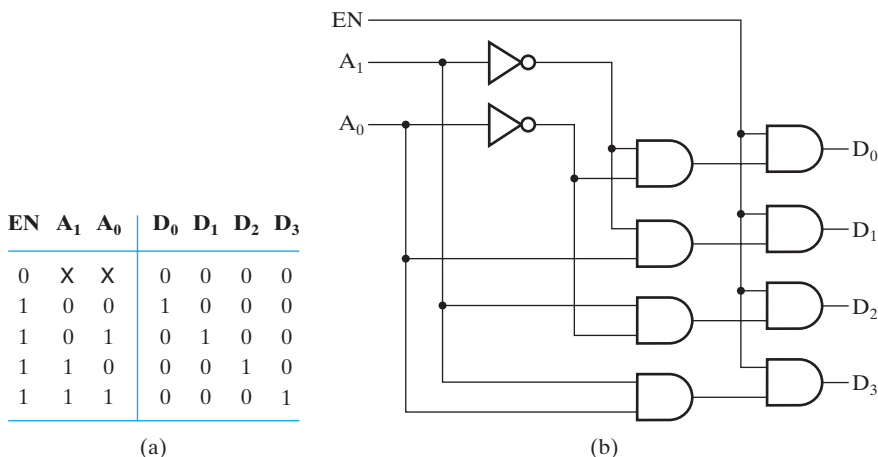 EN A₁ A₀ D₀ D₁ D₂ D₃
0 X X 0 0 0 0
1 0 0 1 0 0 0
1 0 1 0 1 0 0
1 1 0 0 0 1 0
1 1 1 0 0 0 1
(a)
EN
A₁
A₀
D₀
D₁
D₂
D₃
(b)